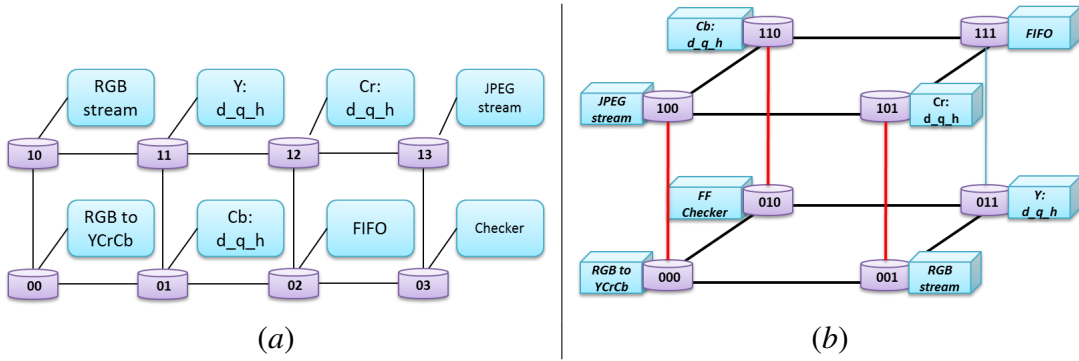 RGB
stream
Y:
d_q_h
Cr:
d_q_h
JPEG
stream
10
11
12
13
RGB to
YCrCb
Cb:
d_q_h
FIFO
Checker
00
01
02
03
(a)
Cb:
d_q_h
110
111
FIFO
JPEG
stream
100
101
Cr:
d_q_h
FF
Checker
010
011
Y:
d_q_h
RGB to
YCrCb
000
001
RGB
stream
(b)